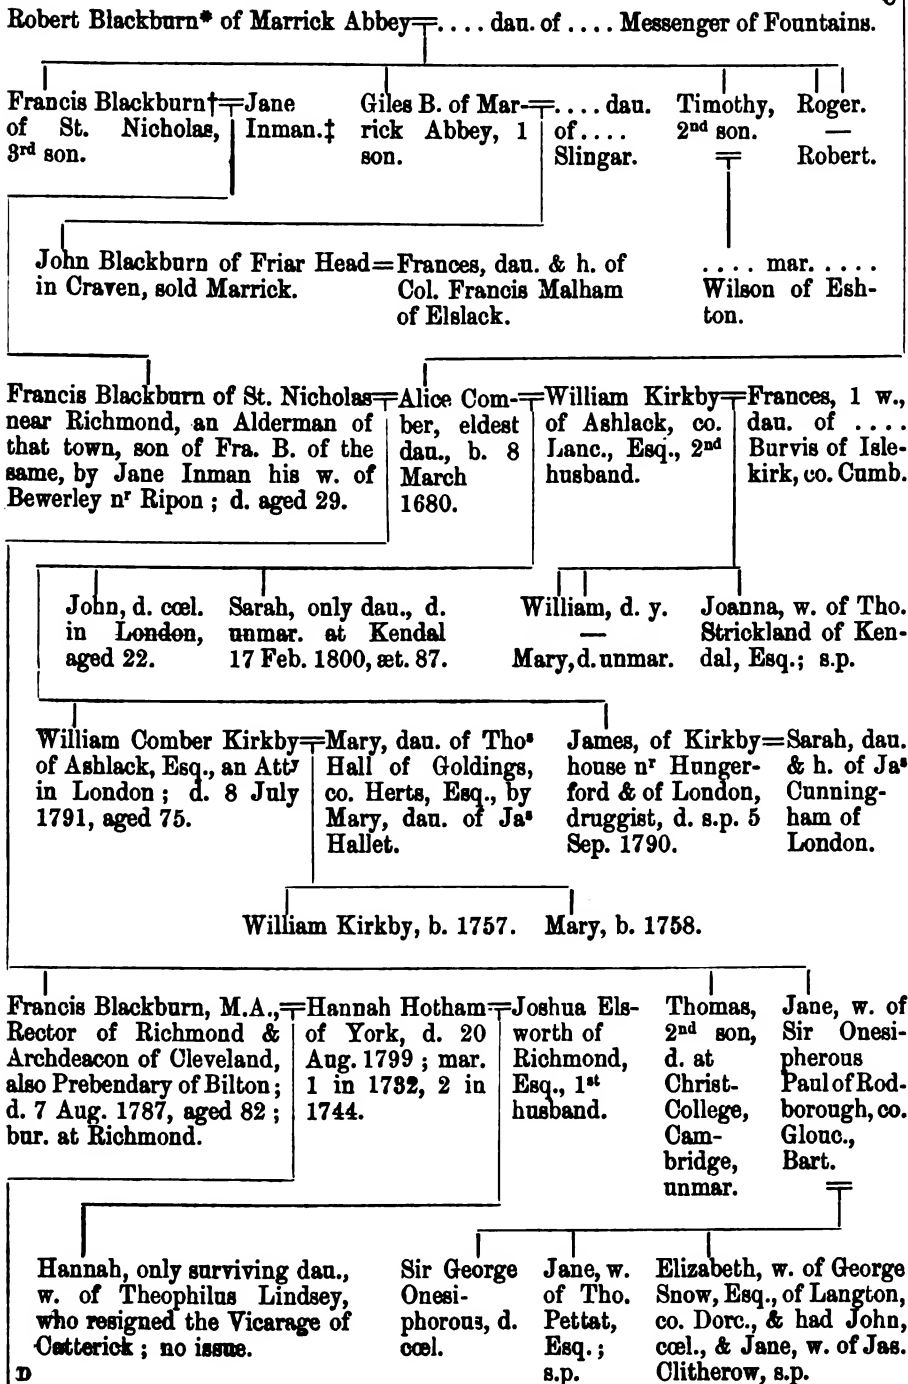 Robert Blackburn* of Marrick Abbey=.... dau. of .... Messenger of Fountains.
Francis Blackburn†=Jane
of St. Nicholas, Inman.‡
3rd son.
Giles B. of Mar-=.... dau.
rick Abbey, 1 of....
son. Slingar.
Timothy,
2nd son.
=
Roger.
—
Robert.
John Blackburn of Friar Head=Frances, dau. & h. of
in Craven, sold Marrick. Col. Francis Malham
of Elslack.
.... mar. ....
Wilson of Esh-
ton.
Francis Blackburn of St. Nicholas=Alice Com-=William Kirkby=Frances, 1 w.,
near Richmond, an Alderman of ber, eldest of Ashlack, co. dau. of ....
that town, son of Fra. B. of the dau., b. 8 Lanc., Esq., 2nd Burvis of Isle-
same, by Jane Inman his w. of March husband. kirk, co. Cumb.
Bewerley nr Ripon ; d. aged 29. 1680.
John, d. cœl.
in London,
aged 22.
Sarah, only dau., d.
unmar. at Kendal
17 Feb. 1800, æt. 87.
William, d. y.
—
Mary, d. unmar.
Joanna, w. of Tho.
Strickland of Ken-
dal, Esq.; s.p.
William Comber Kirkby=Mary, dau. of Thos
of Ashlack, Esq., an Atty Hall of Goldings,
in London ; d. 8 July co. Herts, Esq., by
1791, aged 75. Mary, dau. of Jas
Hallet.
James, of Kirkby=Sarah, dau.
house nr Hunger- & h. of Jas
ford & of London, Cunning-
druggist, d. s.p. 5 ham of
Sep. 1790. London.
William Kirkby, b. 1757. Mary, b. 1758.
Francis Blackburn, M.A.,=Hannah Hotham=Joshua Els-
Rector of Richmond & of York, d. 20 worth of
Archdeacon of Cleveland, Aug. 1799 ; mar. Richmond,
also Prebendary of Bilton ; 1 in 1732, 2 in Esq., 1st
d. 7 Aug. 1787, aged 82 ; 1744. husband.
bur. at Richmond.
Thomas,
2nd son,
d. at
Christ-
College,
Cam-
bridge,
unmar.
Jane, w. of
Sir Onesi-
pherous
Paul of Rod-
borough, co.
Glouc.,
Bart.
=
Hannah, only surviving dau.,
w. of Theophilus Lindsey,
who resigned the Vicarage of
Catterick ; no issue.
Sir George
Onesi-
phorous, d.
cœl.
Jane, w.
of Tho.
Pettat,
Esq. ;
s.p.
Elizabeth, w. of George
Snow, Esq., of Langton,
co. Dorc., & had John,
cœl., & Jane, w. of Jas.
Clitherow, s.p.
D